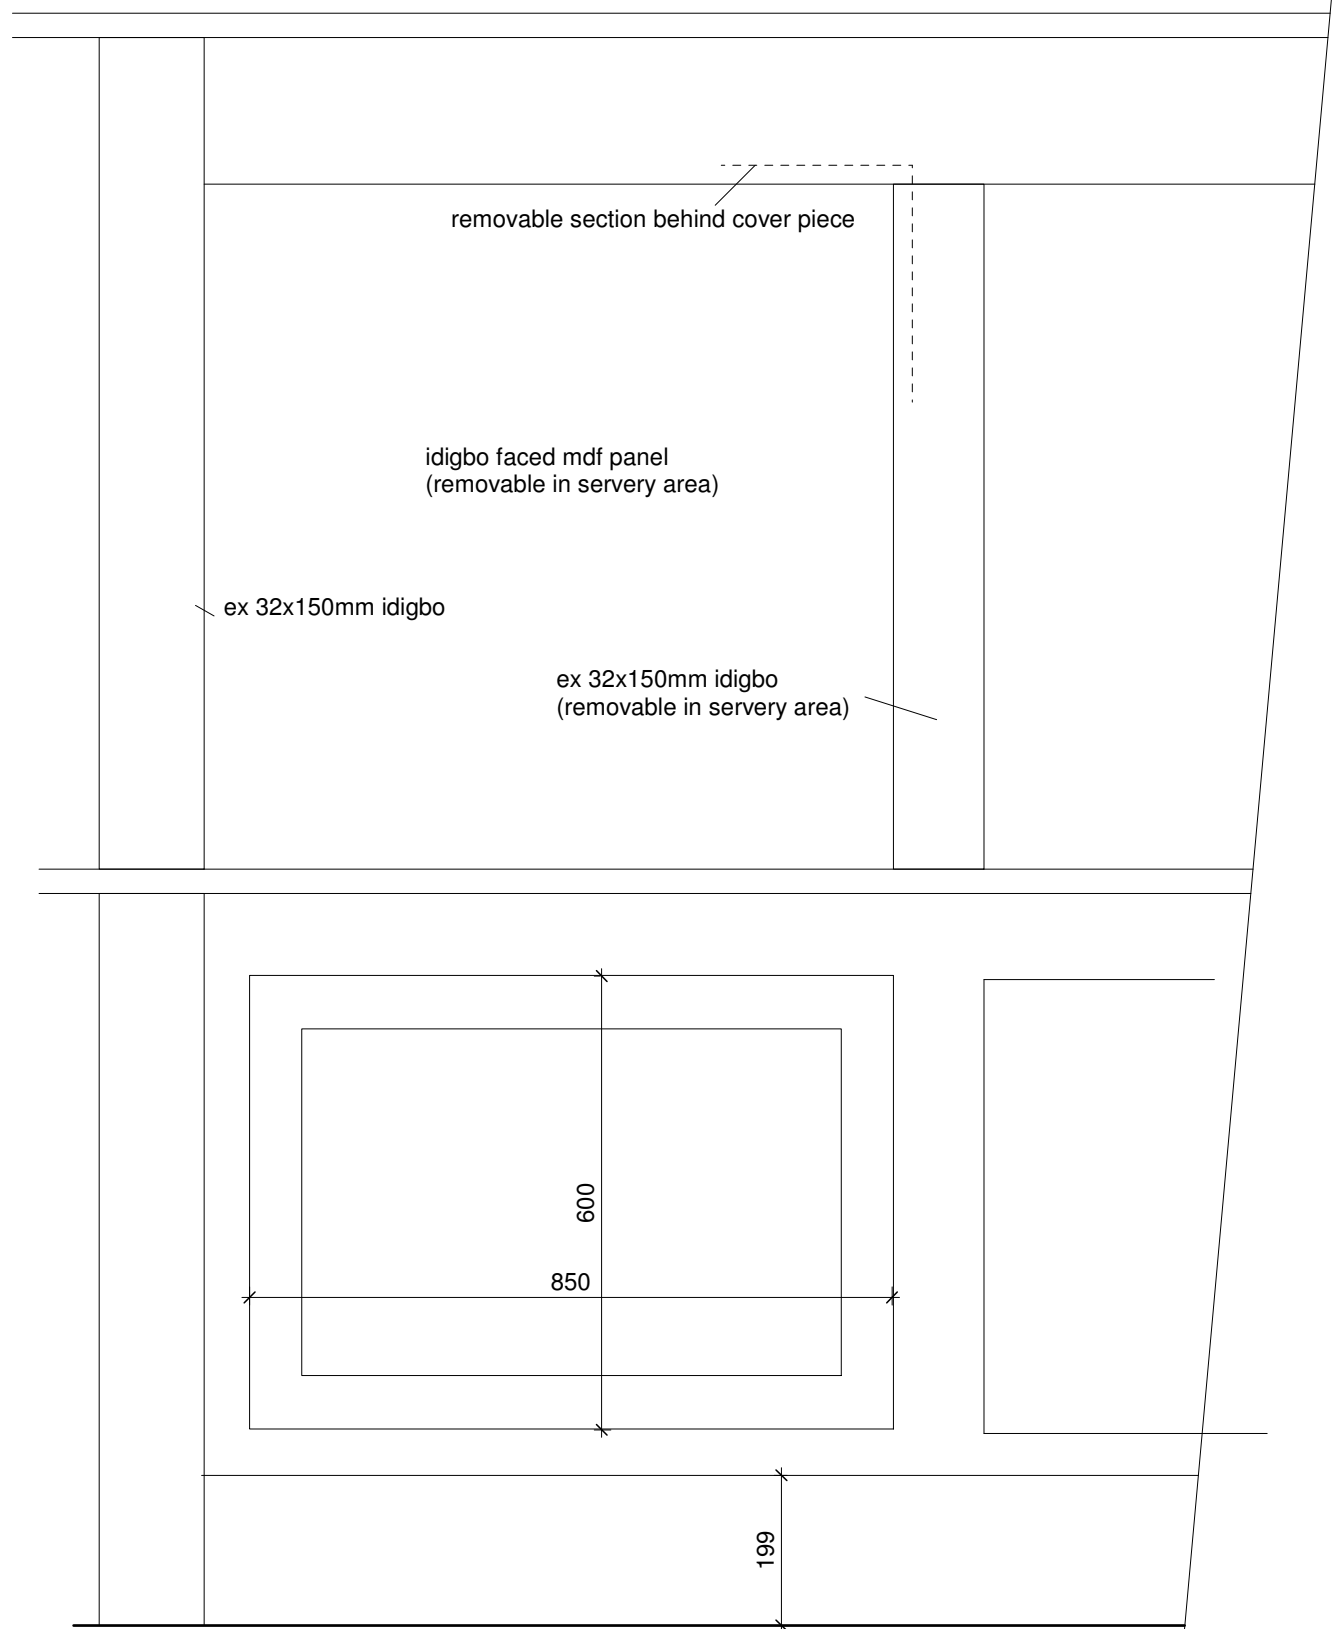 removable section behind cover piece
idigbo faced mdf panel
(removable in servery area)
ex 32x150mm idigbo
ex 32x150mm idigbo
(removable in servery area)
600
850
199